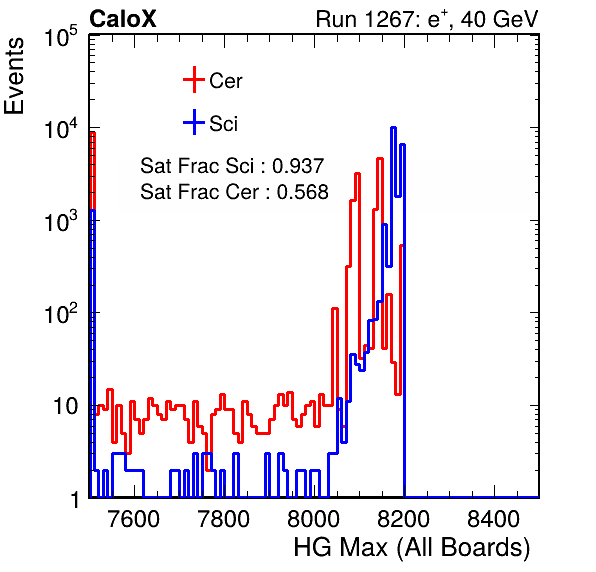 CaloX Run 1267: e⁺, 40 GeV
Events
10⁵
Cer
Sci
10⁴
Sat Frac Sci : 0.937
Sat Frac Cer : 0.568
10³
10²
10
1
7600 7800 8000 8200 8400
HG Max (All Boards)